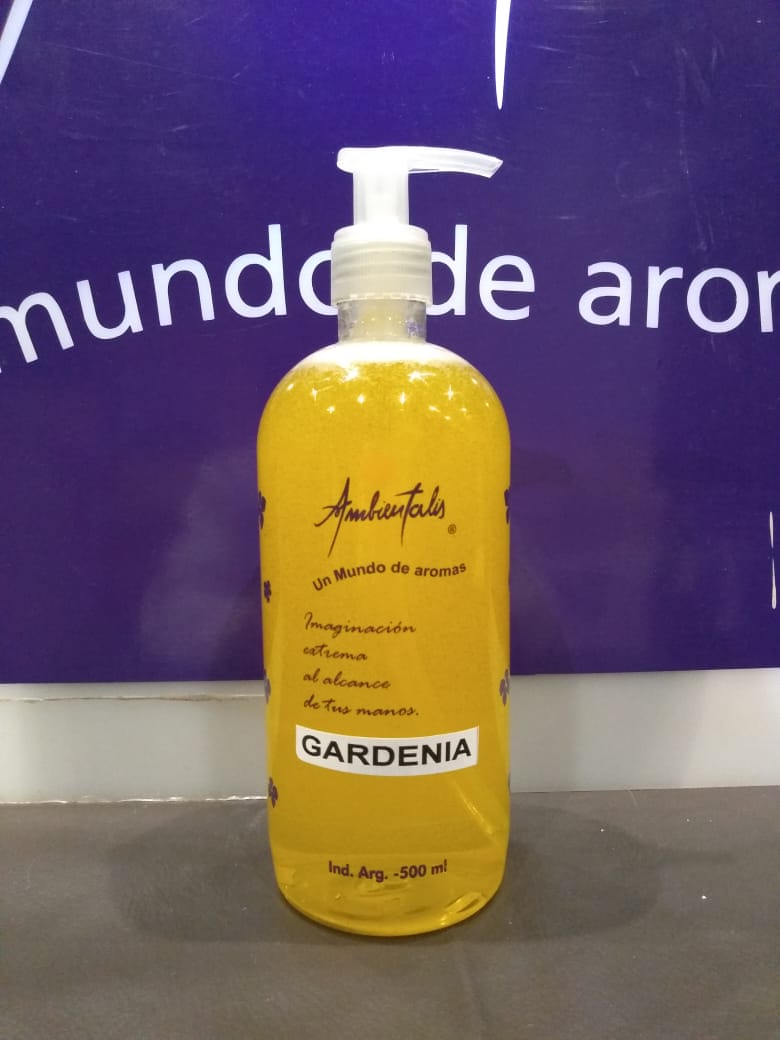 mundo de aro
Ambientalis
®
Un Mundo de aromas
Imaginación
extrema
al alcance
de tus manos.
GARDENIA
Ind. Arg. -500 ml